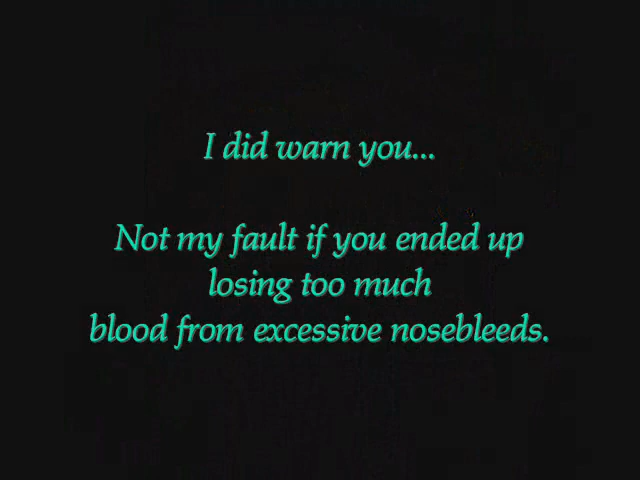 I did warn you...
Not my fault if you ended up
losing too much
blood from excessive nosebleeds.